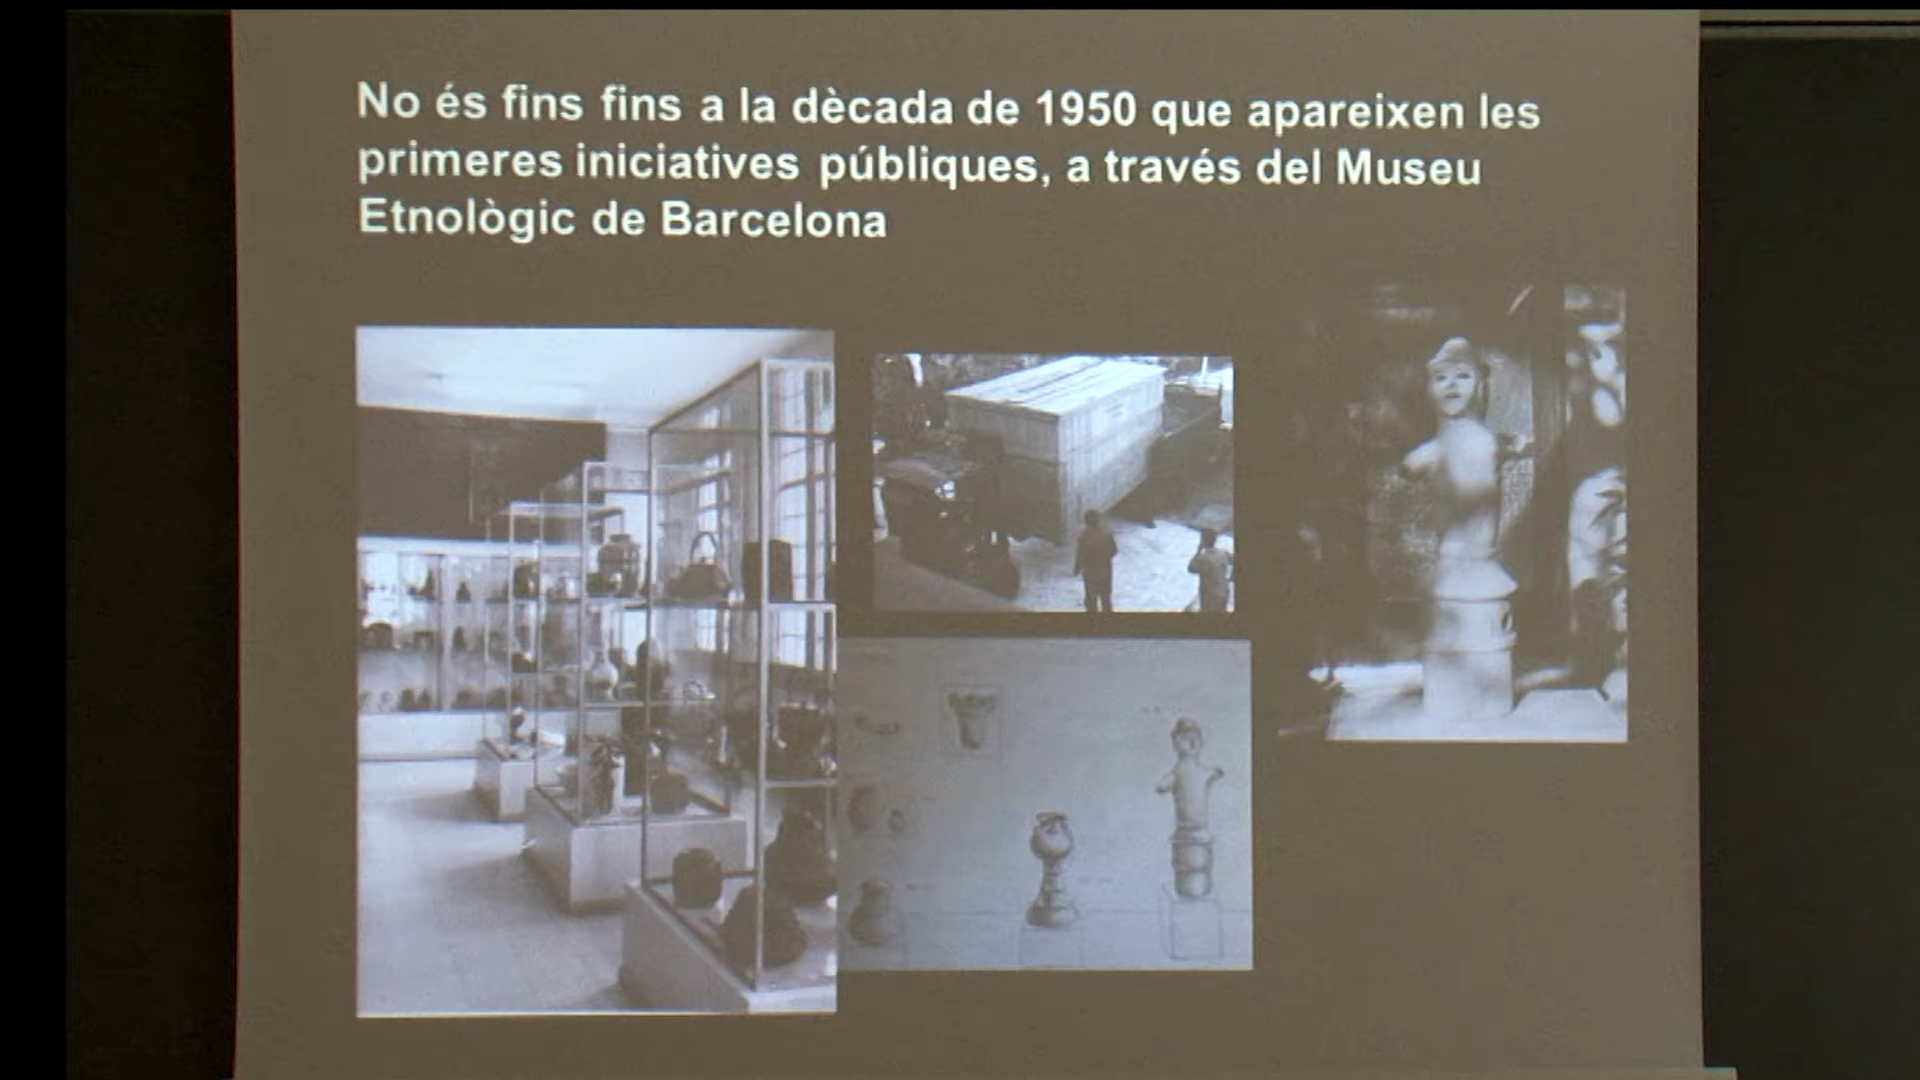 No és fins fins a la dècada de 1950 que apareixen les
primeres iniciatives públiques, a través del Museu
Etnològic de Barcelona